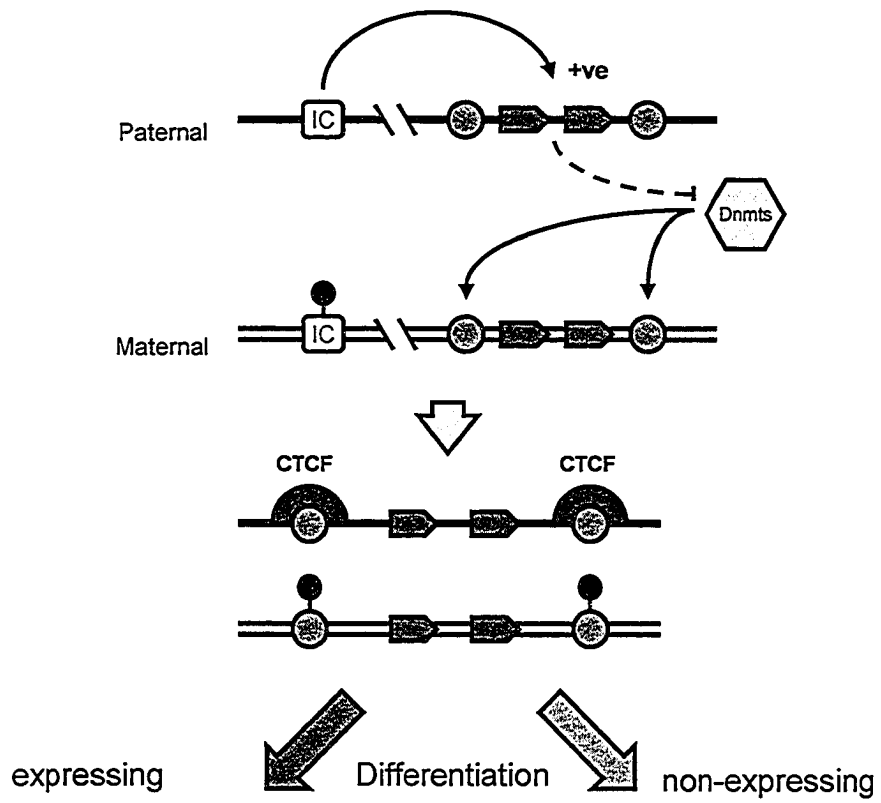 +ve
IC
Paternal
Dnmts
IC
Maternal
CTCF CTCF
expressing Differentiation non-expressing